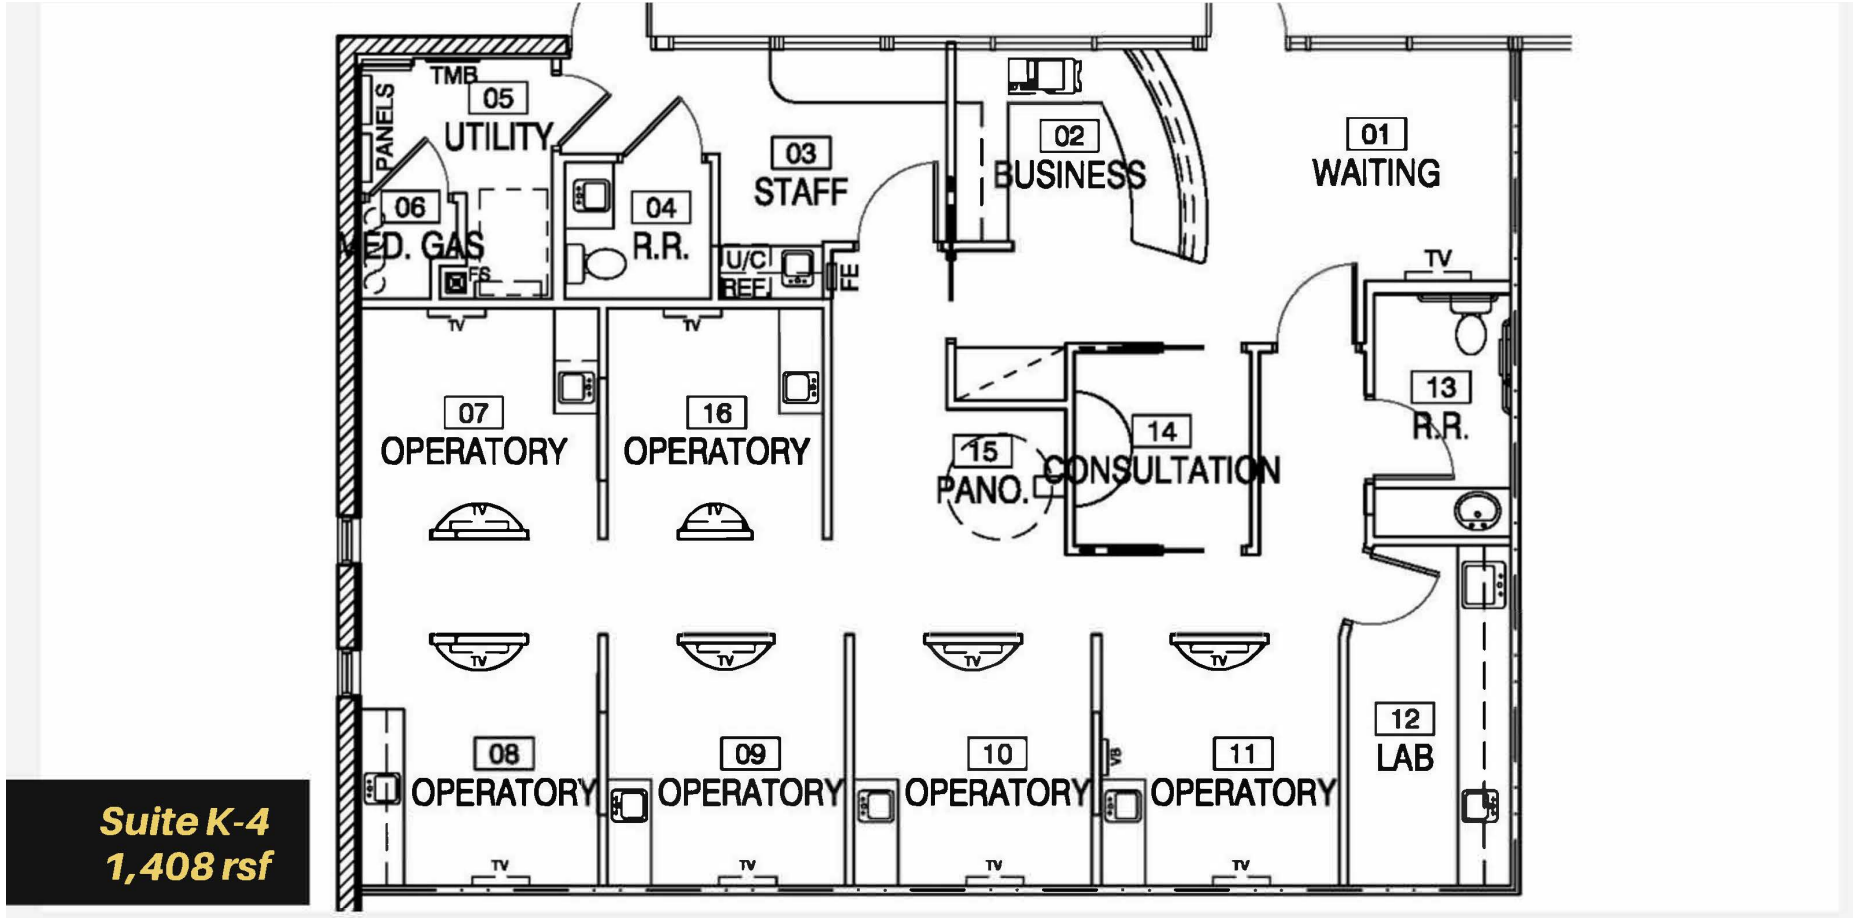 TMB
PANELS
05
UTILITY
06
MED. GAS
FS
04
R.R.
03
STAFF
U/C
REF.
FE
02
BUSINESS
01
WAITING
TV
TV
07
OPERATORY
TV
TV
16
OPERATORY
TV
15
PANO.
14
CONSULTATION
13
R.R.
TV
08
OPERATORY
TV
TV
09
OPERATORY
TV
TV
10
OPERATORY
TV
TV
VB
11
OPERATORY
TV
12
LAB
Suite K-4
1,408 rsf